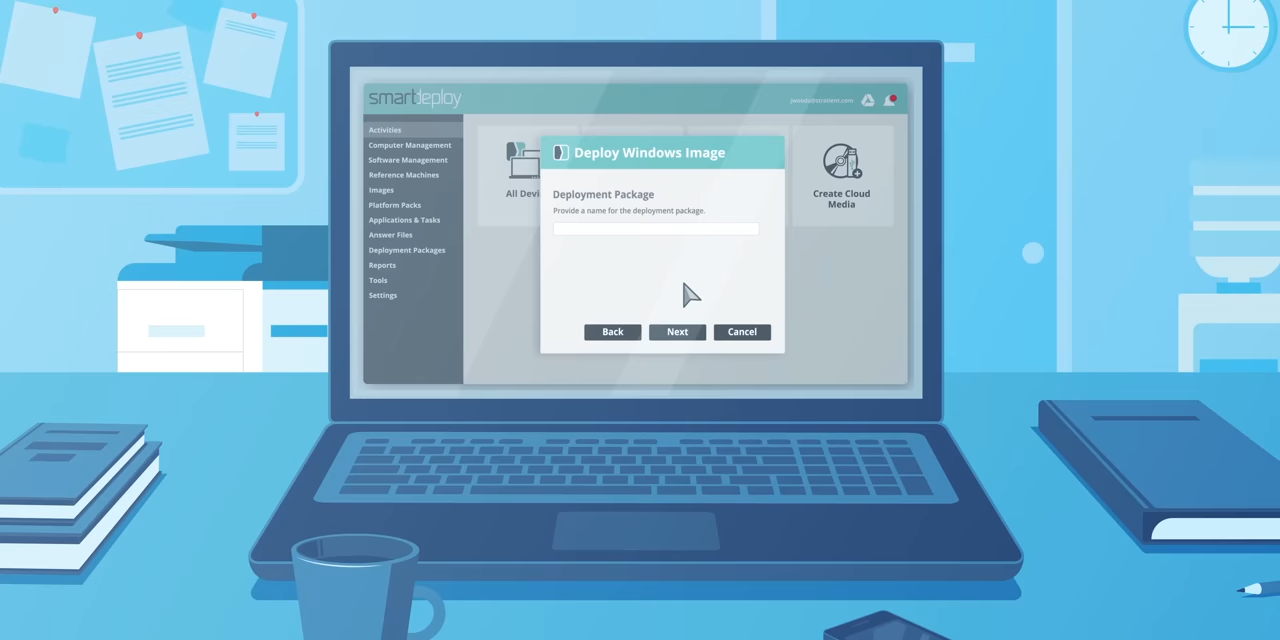 smartdeploy
Activities
Computer Management
Software Management
Reference Machines
Images
Platform Packs
Applications & Tasks
Answer Files
Deployment Packages
Reports
Tools
Settings
All Devi
Deploy Windows Image
Deployment Package
Provide a name for the deployment package.
Back
Next
Cancel
Create Cloud
Media